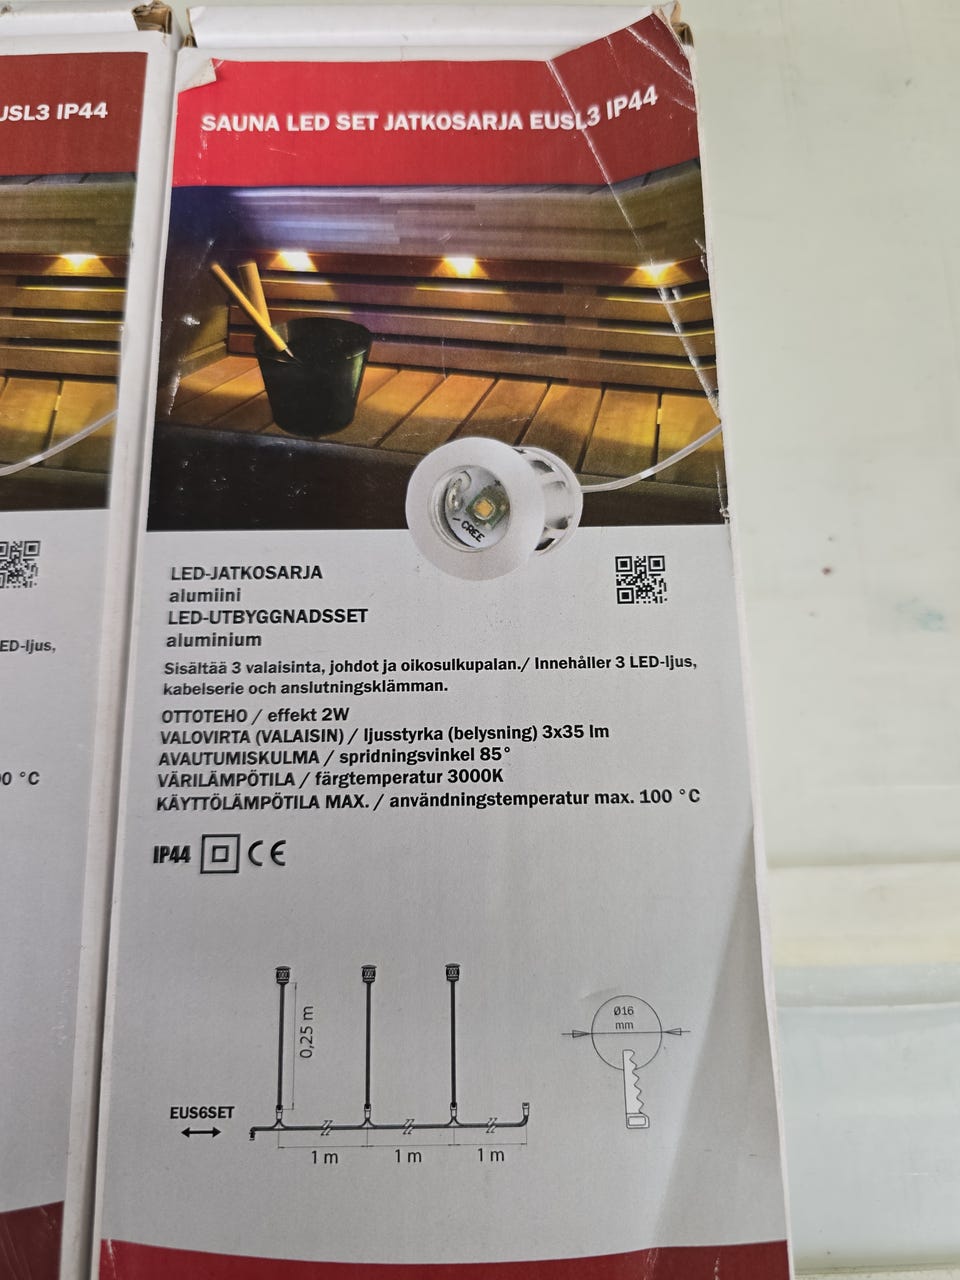 USL3 IP44
ED-ljus,
0 °C
SAUNA LED SET JATKOSARJA EUSL3 IP44
CREE
LED-JATKOSARJA
alumiini
LED-UTBYGGNADSSET
aluminium
Sisältää 3 valaisinta, johdot ja oikosulkupalan./ Innehåller 3 LED-ljus,
kabelserie och anslutningsklämman.
OTTOTEHO / effekt 2W
VALOVIRTA (VALAISIN) / ljusstyrka (belysning) 3x35 lm
AVAUTUMISKULMA / spridningsvinkel 85°
VÄRILÄMPÖTILA / färgtemperatur 3000K
KÄYTTÖLÄMPÖTILA MAX. / användningstemperatur max. 100 °C
IP44 CE
0,25 m
Ø16
mm
EUS6SET
1 m 1 m 1 m